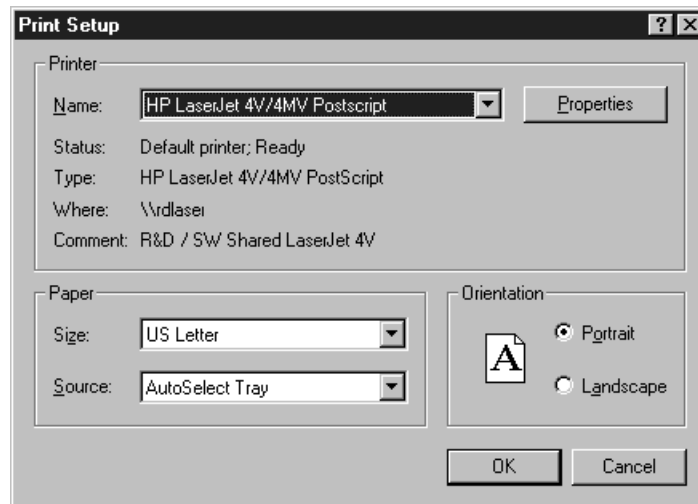 Print Setup
Printer
Name: HP LaserJet 4V/4MV Postscript Properties
Status: Default printer; Ready
Type: HP LaserJet 4V/4MV PostScript
Where: \\rdlaser
Comment: R&D / SW Shared LaserJet 4V
Paper Orientation
Size: US Letter Portrait
A
Source: AutoSelect Tray Landscape
OK Cancel